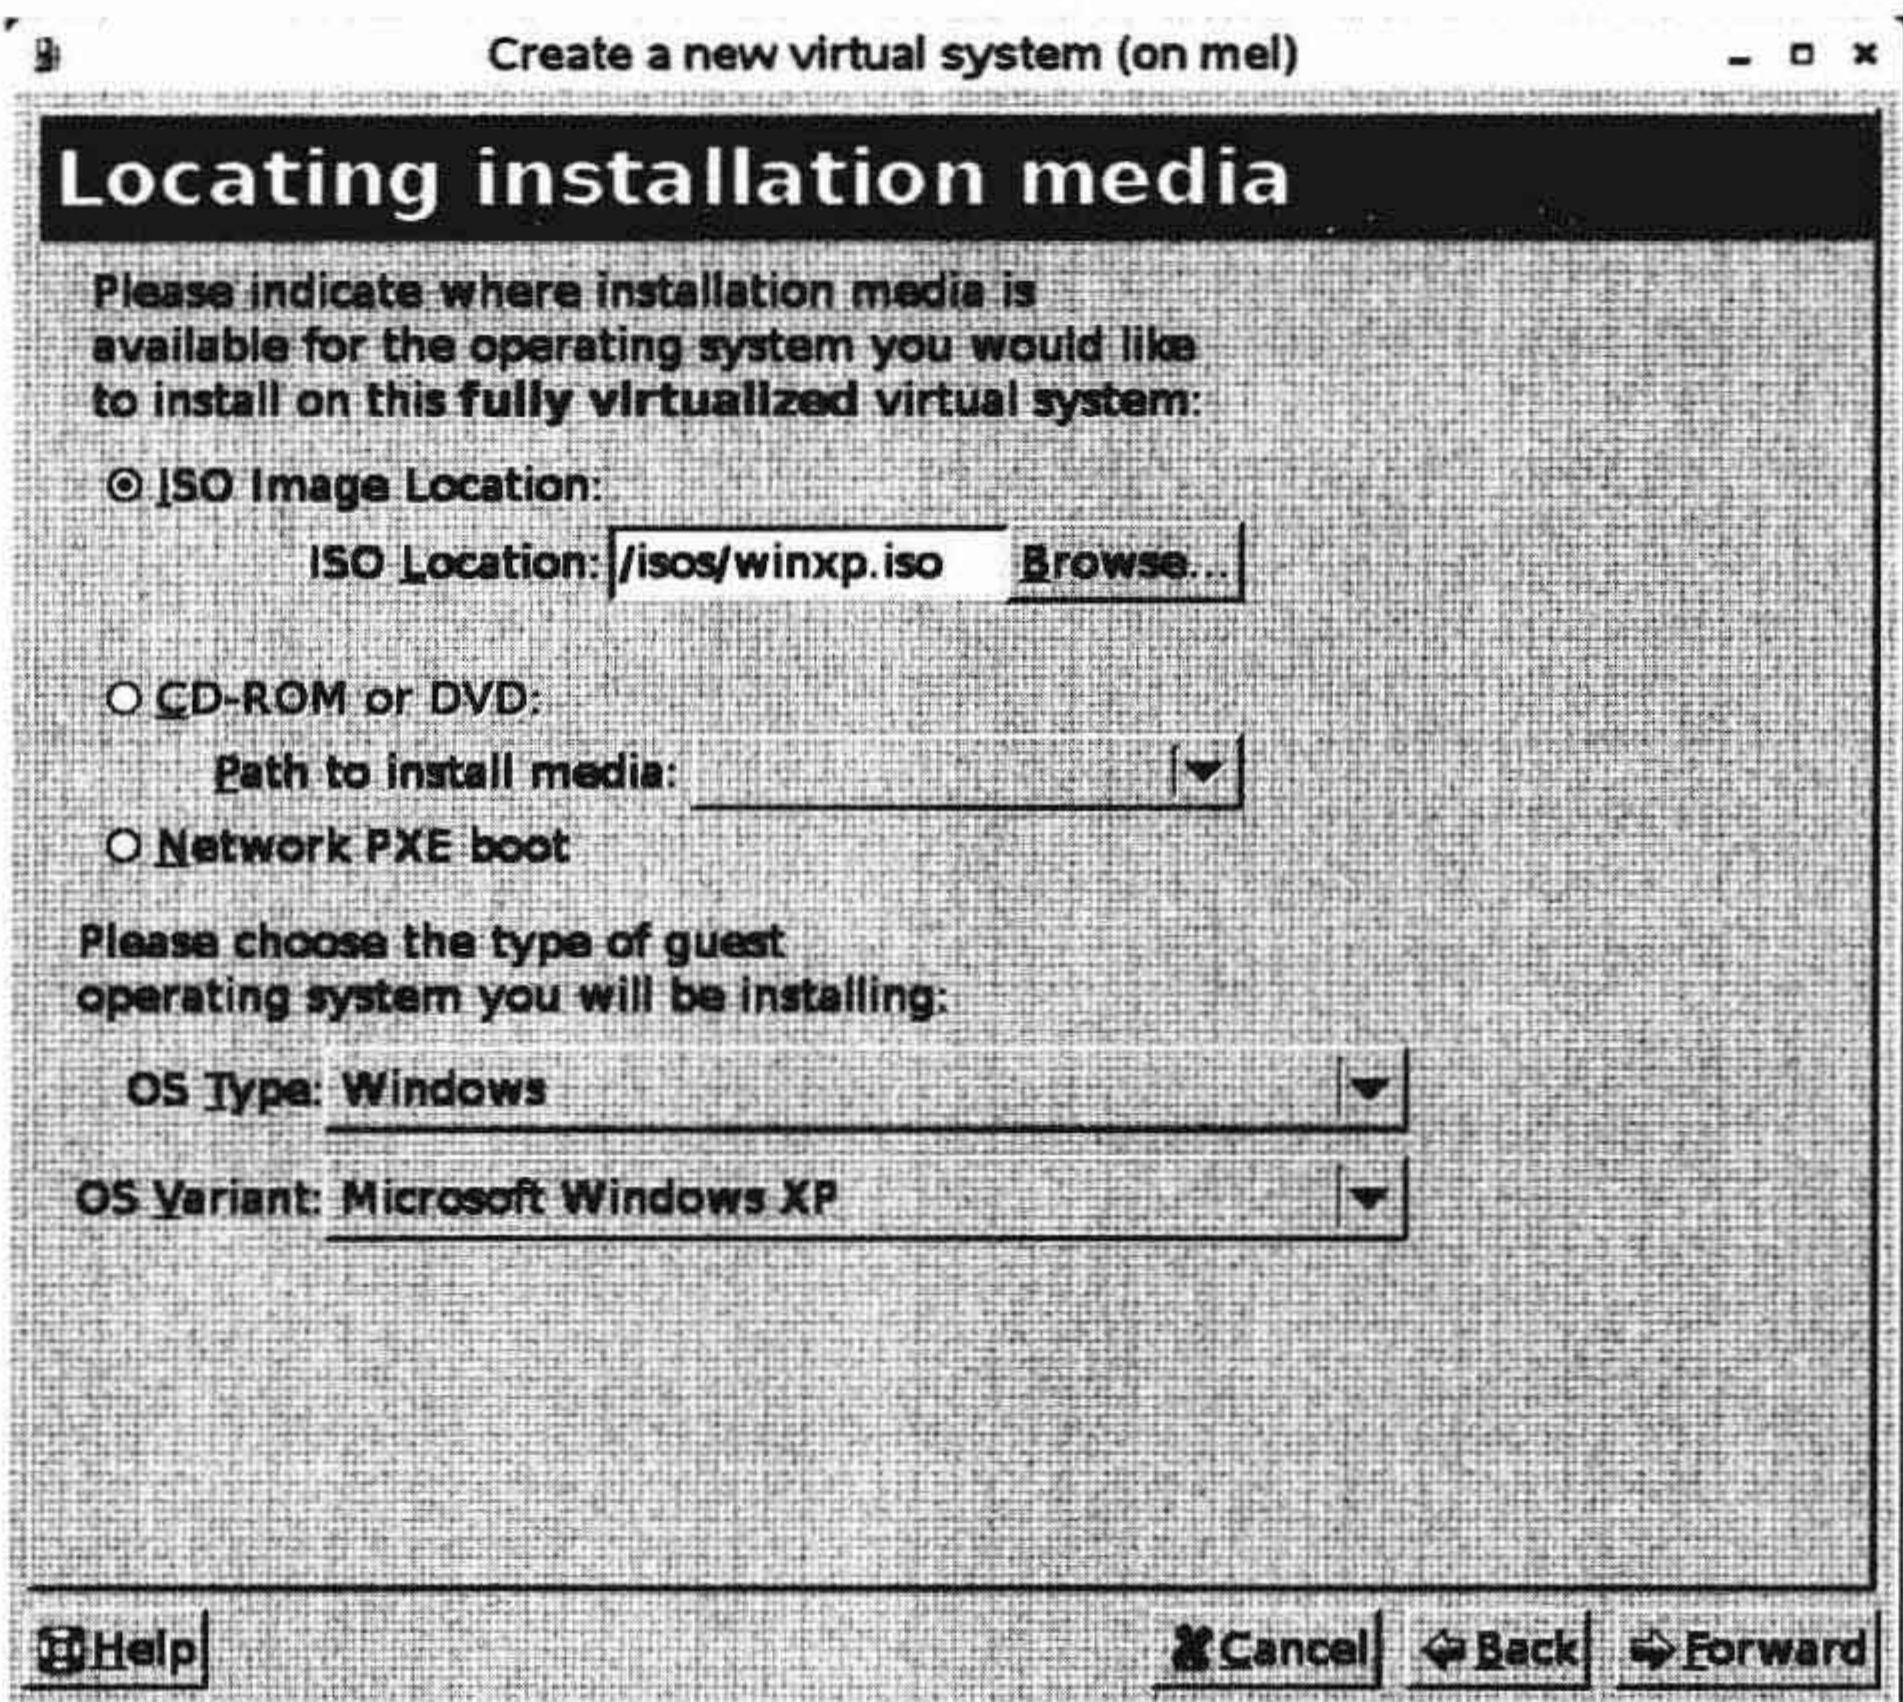 Create a new virtual system (on mel)
Locating installation media
Please indicate where installation media is
available for the operating system you would like
to install on this fully virtualized virtual system:
ISO Image Location:
ISO Location: /isos/winxp.iso Browse...
CD-ROM or DVD:
Path to install media:
Network PXE boot
Please choose the type of guest
operating system you will be installing:
OS Type: Windows
OS Variant: Microsoft Windows XP
Help Cancel Back Forward